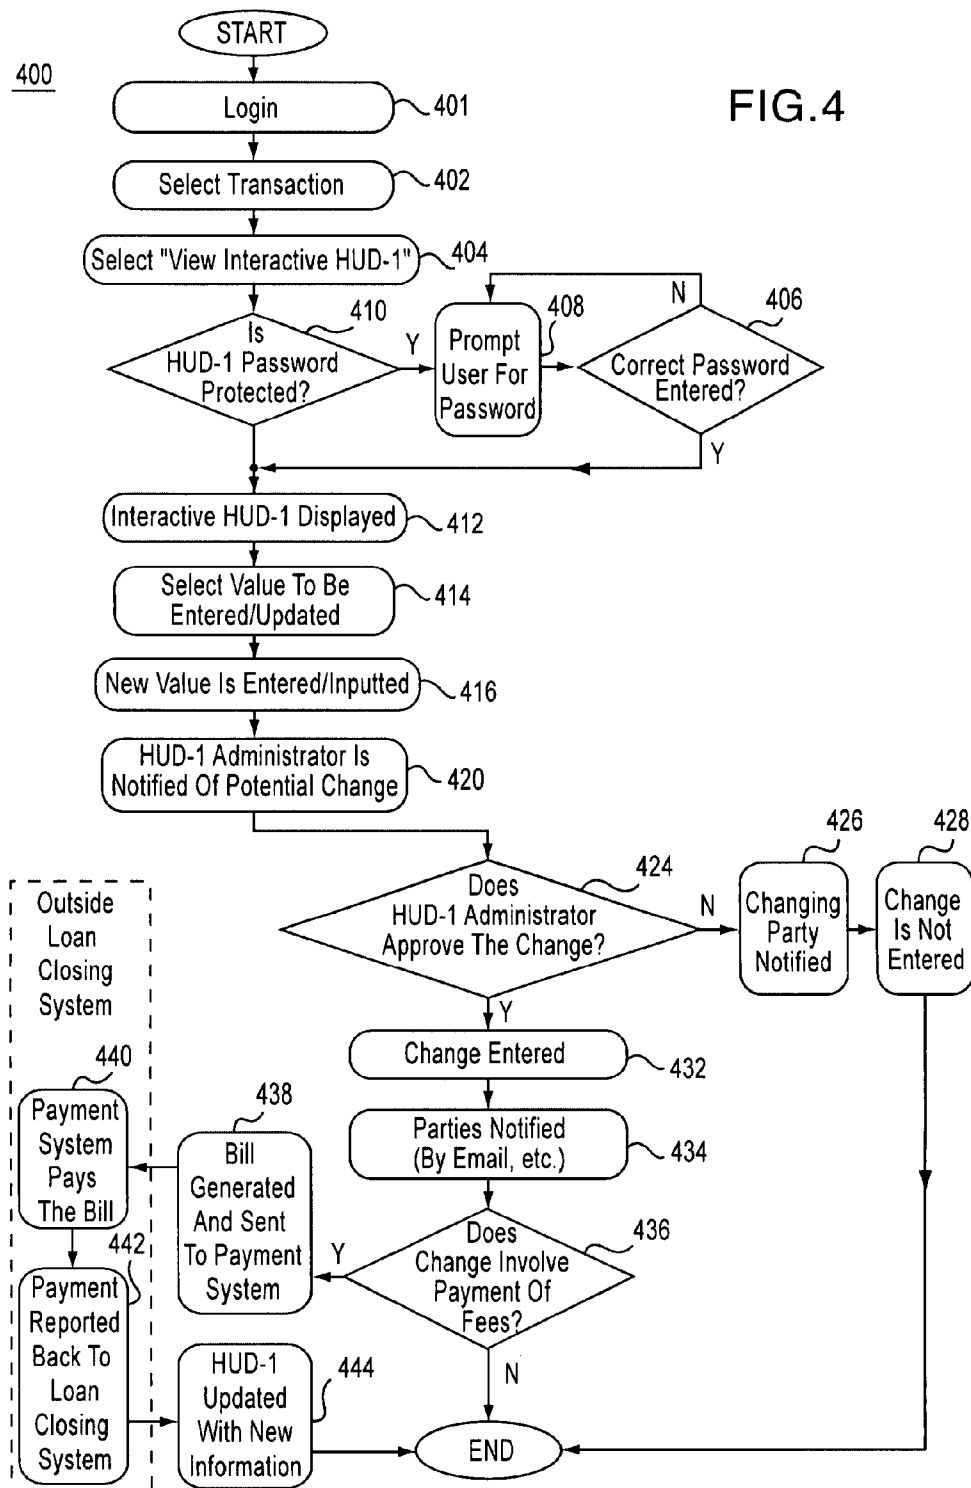 START
400
Login
401
FIG.4
Select Transaction
402
Select "View Interactive HUD-1"
404
Is
HUD-1 Password
Protected?
410
Y
Prompt
User For
Password
408
N
Correct Password
Entered?
406
Y
Interactive HUD-1 Displayed
412
Select Value To Be
Entered/Updated
414
New Value Is Entered/Inputted
416
HUD-1 Administrator Is
Notified Of Potential Change
420
Does
HUD-1 Administrator
Approve The Change?
424
N
Changing
Party
Notified
426
Change
Is Not
Entered
428
Y
Change Entered
432
Parties Notified
(By Email, etc.)
434
Does
Change Involve
Payment Of
Fees?
436
Y
Bill
Generated
And Sent
To Payment
System
438
Outside
Loan
Closing
System
440
Payment
System
Pays
The Bill
442
Payment
Reported
Back To
Loan
Closing
System
HUD-1
Updated
With New
Information
444
N
END